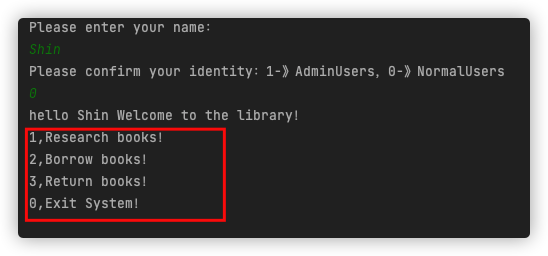 Please enter your name:
Shin
Please confirm your identity: 1-》AdminUsers, 0-》NormalUsers
0
hello Shin Welcome to the library!
1,Research books!
2,Borrow books!
3,Return books!
0,Exit System!